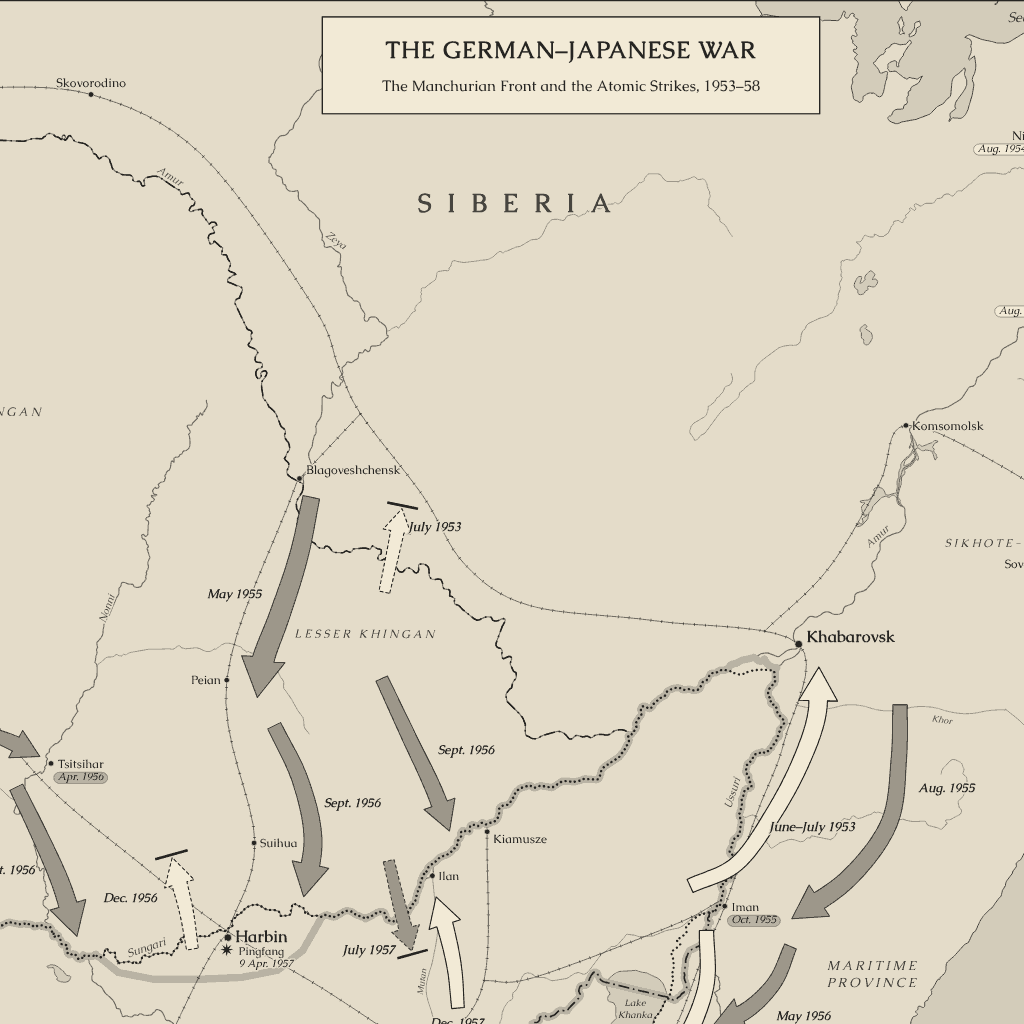 THE GERMAN–JAPANESE WAR
The Manchurian Front and the Atomic Strikes, 1953–58
Skovorodino
Amur
SIBERIA
Zeya
Aug. 1954
Aug.
Komsomolsk
Blagoveshchensk
July 1953
Amur
SIKHOTE-
May 1955
Nonni
LESSER KHINGAN
Khabarovsk
Peian
Khor
Sept. 1956
Tsitsihar
Apr. 1956
Ussuri
Aug. 1955
Sept. 1956
June–July 1953
Suihua
Kiamusze
Ilan
Dec. 1956
Iman
Oct. 1955
Harbin
Sungari
Pingfang
9 Apr. 1957
July 1957
MARITIME
PROVINCE
Mutan
Lake
Khanka
May 1956
Dec. 1957